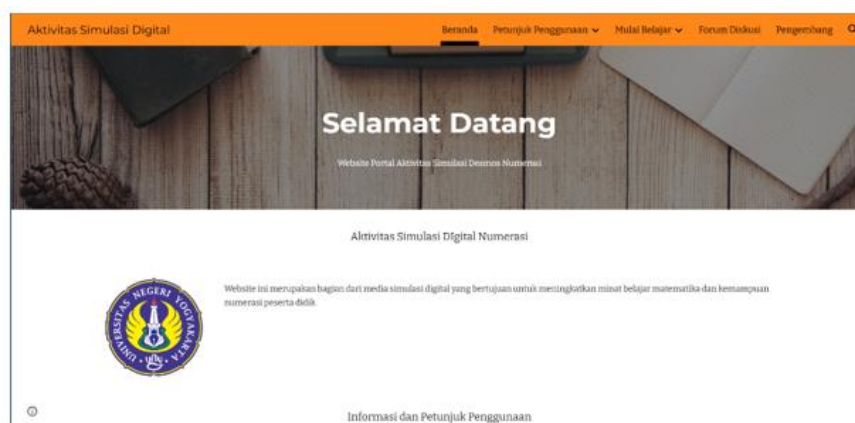 Aktivitas Simulasi Digital
Beranda Petunjuk Penggunaan Mulai Belajar Forum Diskusi Pengembang
Selamat Datang
Website Portal Aktivitas Simulasi Desmos Numerasi
Aktivitas Simulasi DIgital Numerasi
Website ini merupakan bagian dari media simulasi digital yang bertujuan untuk meningkatkan minat belajar matematika dan kemampuan
numerasi peserta didik.
UNIVERSITAS NEGERI YOGYAKARTA
Informasi dan Petunjuk Penggunaan